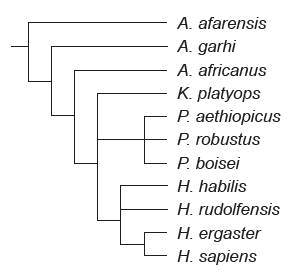 A. afarensis
A. garhi
A. africanus
K. platyops
P. aethiopicus
P. robustus
P. boisei
H. habilis
H. rudolfensis
H. ergaster
H. sapiens